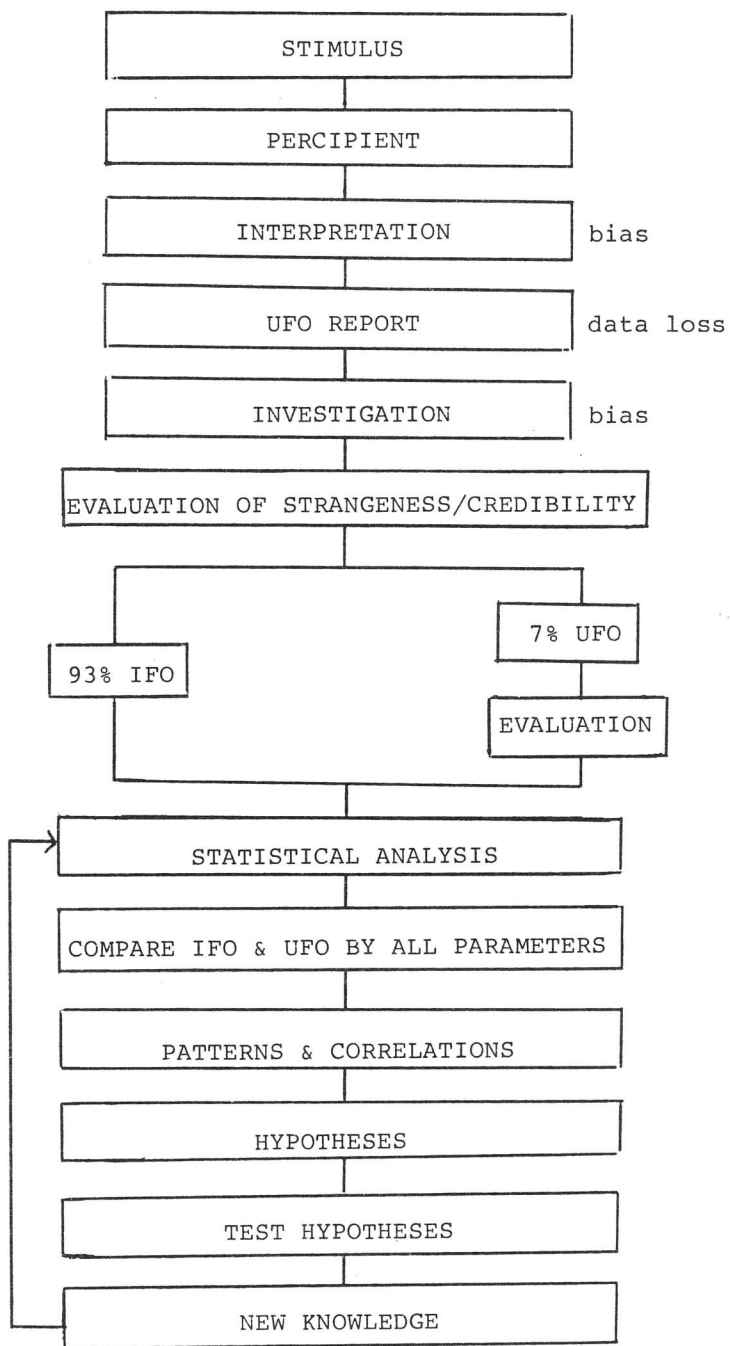 STIMULUS
PERCIPIENT
INTERPRETATION bias
UFO REPORT data loss
INVESTIGATION bias
EVALUATION OF STRANGENESS/CREDIBILITY
7% UFO
93% IFO
EVALUATION
STATISTICAL ANALYSIS
COMPARE IFO & UFO BY ALL PARAMETERS
PATTERNS & CORRELATIONS
HYPOTHESES
TEST HYPOTHESES
NEW KNOWLEDGE